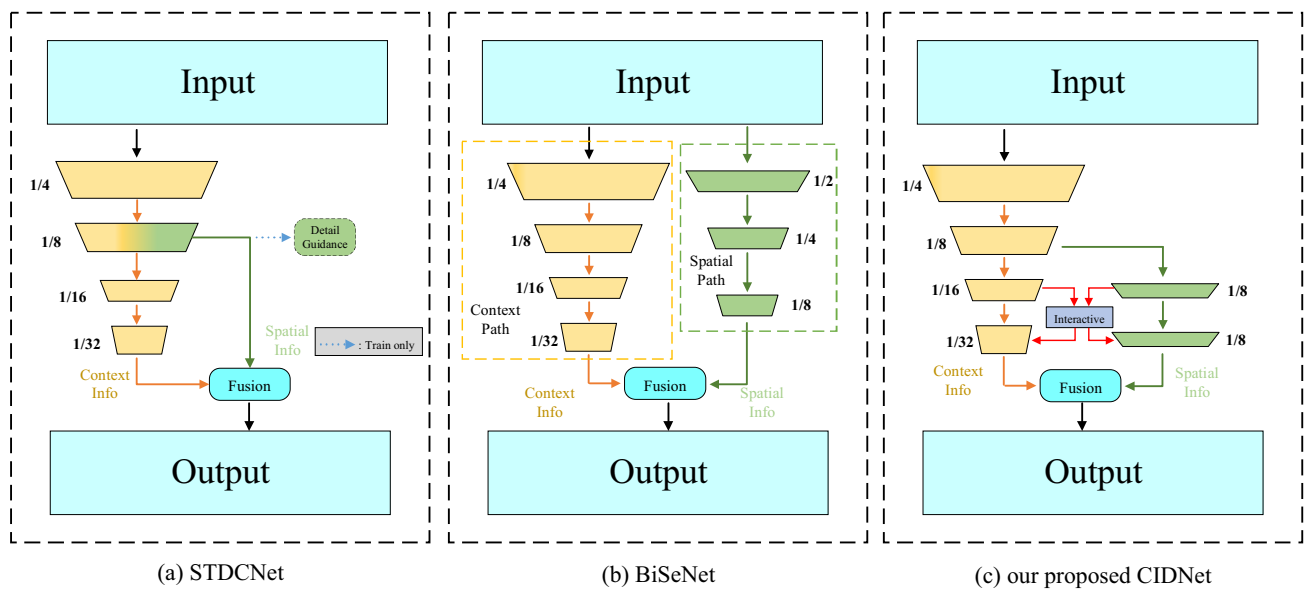 Input
1/4
1/8
Detail
Guidance
1/16
1/32
Spatial
Info
: Train only
Context
Info
Fusion
Output
(a) STDCNet
Input
1/4
1/2
1/8
1/4
Spatial
Path
1/16
1/8
Context
Path
1/32
Fusion
Context
Info
Spatial
Info
Output
(b) BiSeNet
Input
1/4
1/8
1/16
1/8
Interactive
1/32
1/8
Context
Info
Fusion
Spatial
Info
Output
(c) our proposed CIDNet